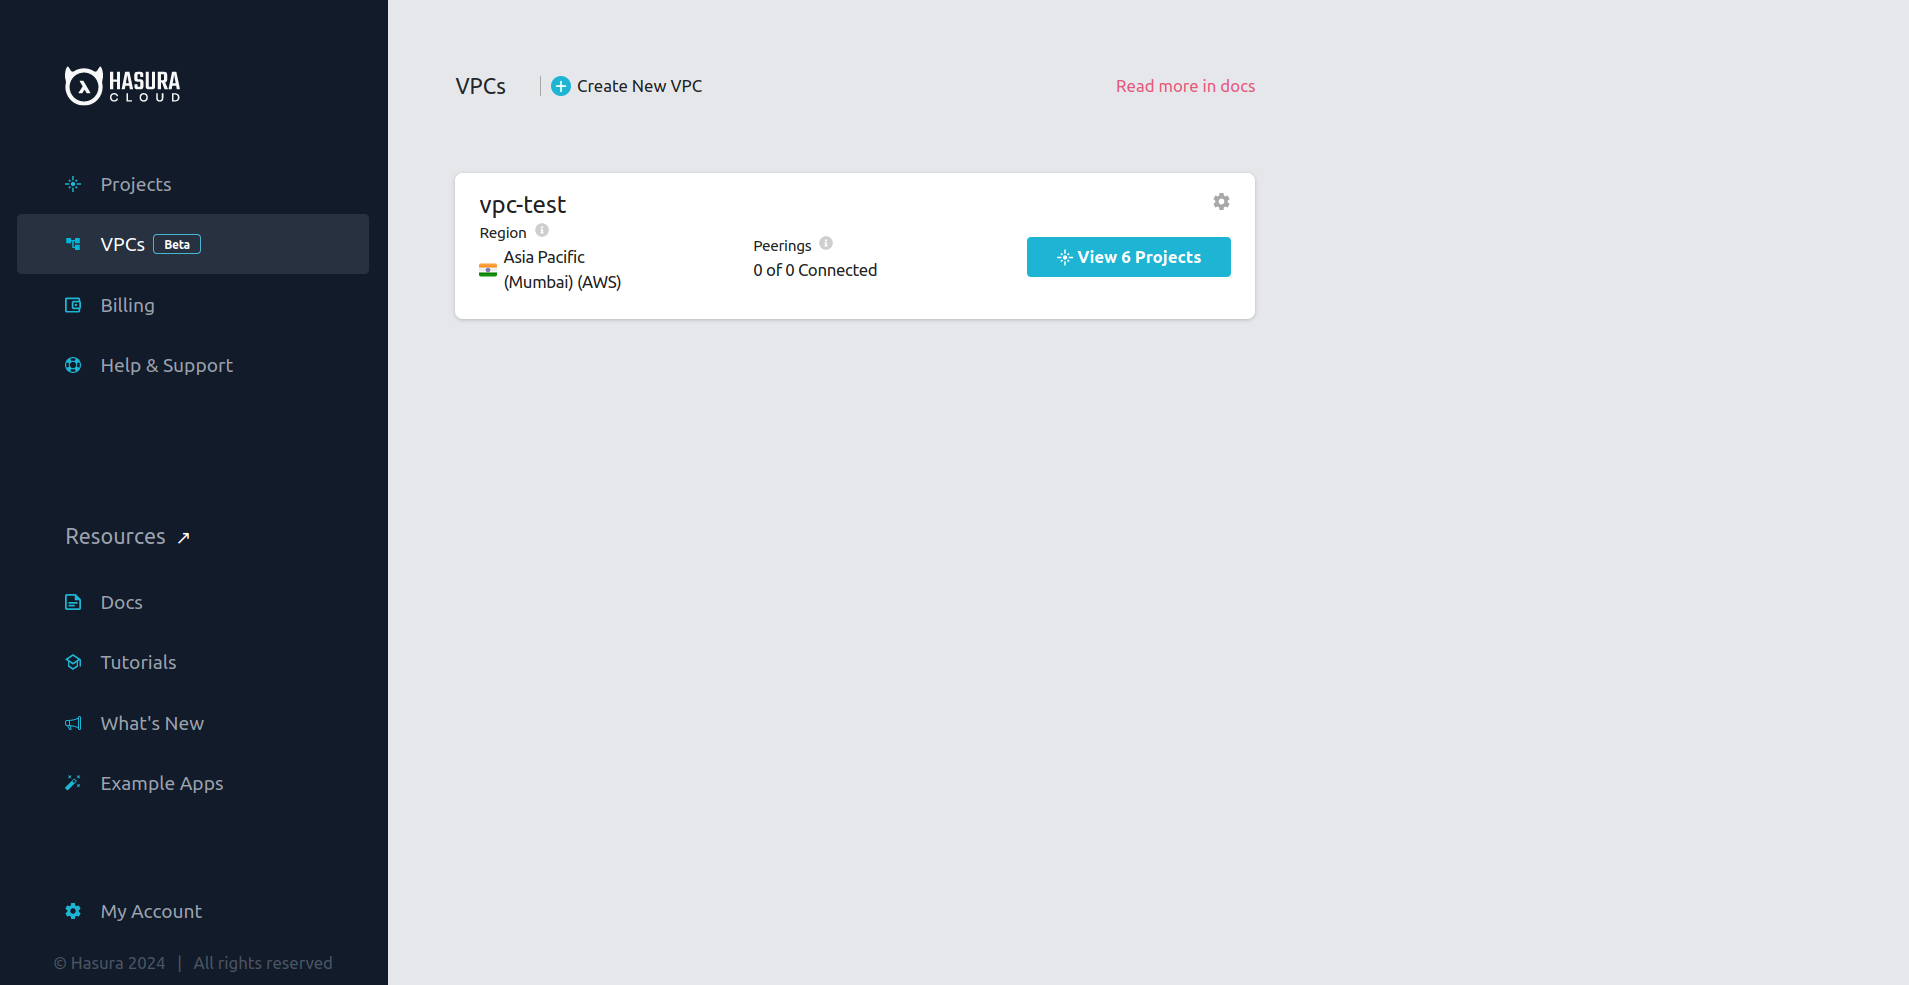 HASURA
CLOUD
Projects
VPCs Beta
Billing
Help & Support
Resources ↗
Docs
Tutorials
What's New
Example Apps
My Account
© Hasura 2024 | All rights reserved
VPCs
Create New VPC
Read more in docs
vpc-test
Region
Asia Pacific
(Mumbai) (AWS)
Peerings
0 of 0 Connected
View 6 Projects